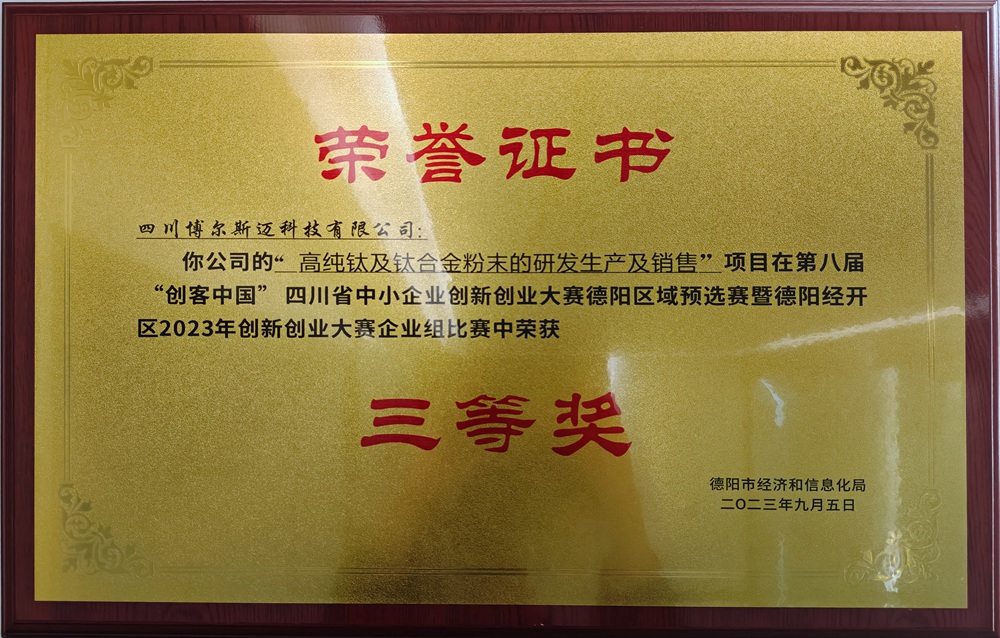 荣誉证书
四川博尔斯迈科技有限公司：
你公司的“ 高纯钛及钛合金粉末的研发生产及销售”项目在第八届
“创客中国” 四川省中小企业创新创业大赛德阳区域预选赛暨德阳经开
区2023年创新创业大赛企业组比赛中荣获
三等奖
德阳市经济和信息化局
二〇二三年九月五日